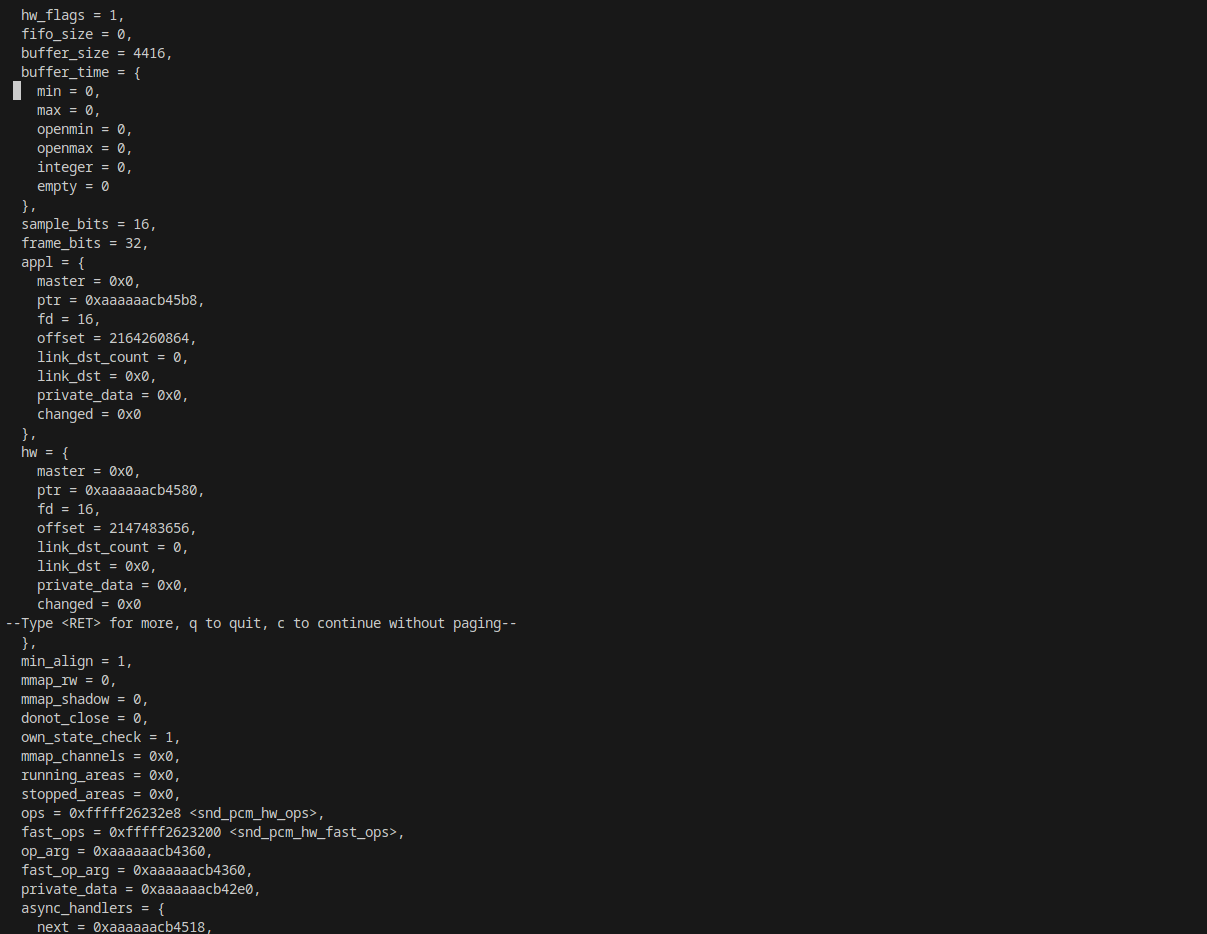 hw_flags = 1,
fifo_size = 0,
buffer_size = 4416,
buffer_time = {
min = 0,
max = 0,
openmin = 0,
openmax = 0,
integer = 0,
empty = 0
},
sample_bits = 16,
frame_bits = 32,
appl = {
master = 0x0,
ptr = 0xaaaaaacb45b8,
fd = 16,
offset = 2164260864,
link_dst_count = 0,
link_dst = 0x0,
private_data = 0x0,
changed = 0x0
},
hw = {
master = 0x0,
ptr = 0xaaaaaacb4580,
fd = 16,
offset = 2147483656,
link_dst_count = 0,
link_dst = 0x0,
private_data = 0x0,
changed = 0x0
--Type <RET> for more, q to quit, c to continue without paging--
},
min_align = 1,
mmap_rw = 0,
mmap_shadow = 0,
donot_close = 0,
own_state_check = 1,
mmap_channels = 0x0,
running_areas = 0x0,
stopped_areas = 0x0,
ops = 0xfffff26232e8 <snd_pcm_hw_ops>,
fast_ops = 0xfffff2623200 <snd_pcm_hw_fast_ops>,
op_arg = 0xaaaaaacb4360,
fast_op_arg = 0xaaaaaacb4360,
private_data = 0xaaaaaacb42e0,
async_handlers = {
next = 0xaaaaaacb4518,